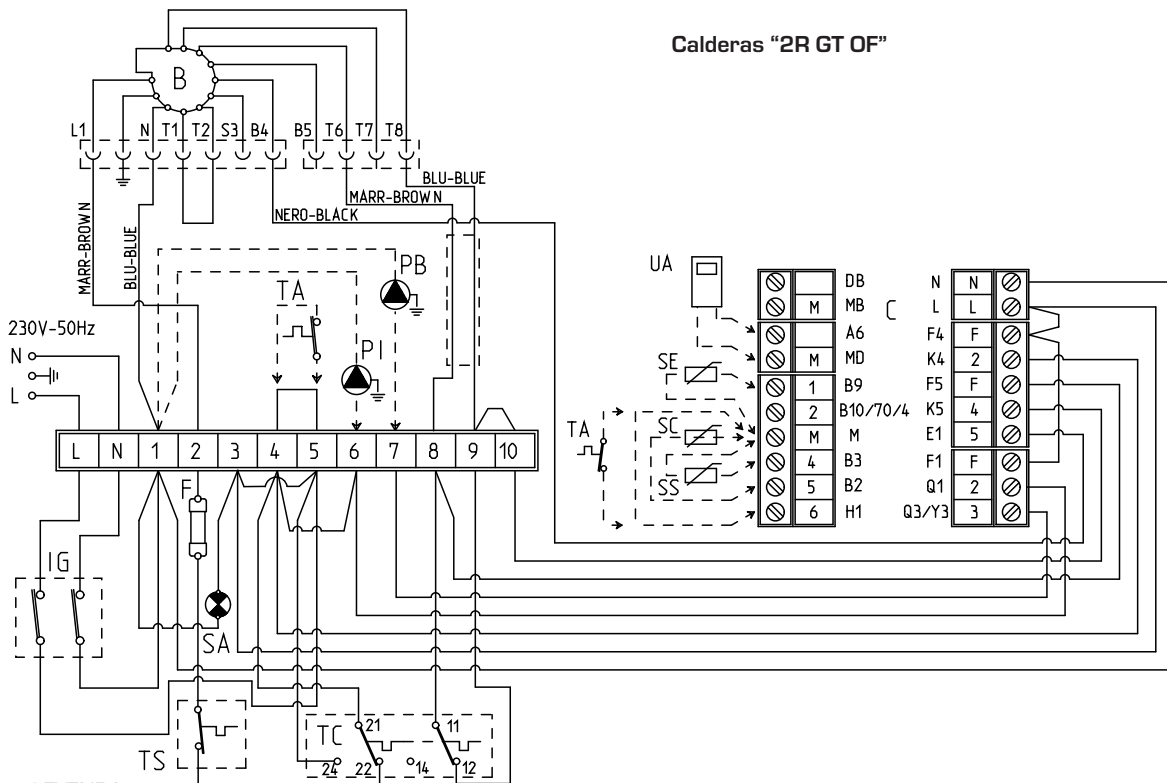 Calderas “2R GT OF”
B
L1 N T1 T2 S3 B4 B5 T6 T7 T8
BLU-BLUE
MARR-BROWN
NERO-BLACK
MARR-BROWN
BLU-BLUE
PB
TA
PI
230V-50Hz
N
L
L N 1 2 3 4 5 6 7 8 9 10
F
IG
SA
TS
TC
21
11
24 22 14 12
UA
SE
SC
SS
TA
DB
M MB
A6
M MD
1 B9
2 B10/70/4
M M
4 B3
5 B2
6 H1
C
N N
L L
F4 F
K4 2
F5 F
K5 4
E1 5
F1 F
Q1 2
Q3/Y3 3